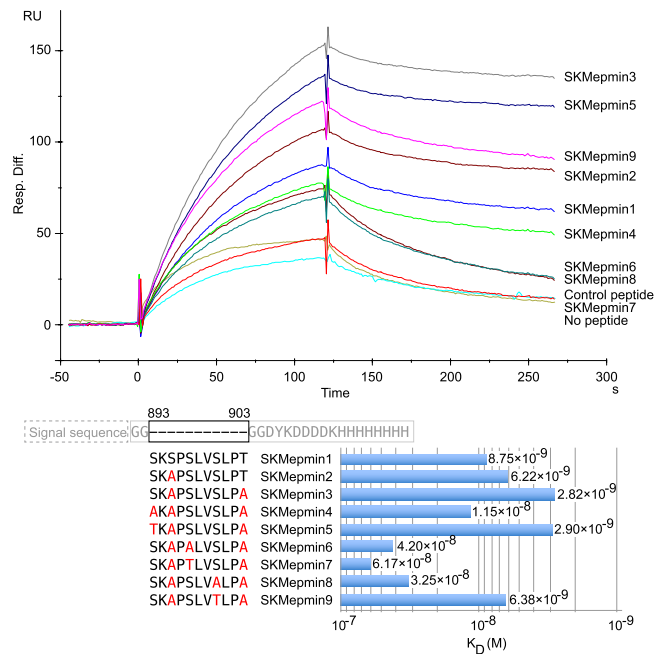 RU
150
100
50
0
Resp. Diff.
-50 0 50 100 150 200 250 300
Time s
SKMepmin3
SKMepmin5
SKMepmin9
SKMepmin2
SKMepmin1
SKMepmin4
SKMepmin6
SKMepmin8
Control peptide
SKMepmin7
No peptide
893 903
Signal sequence GG----------- GGDYKDDDDKHHHHHHHH
SKSPSLVSLPT SKMepmin1 8.75×10-9
SKAPSLVSLPT SKMepmin2 6.22×10-9
SKAPSLVSLPA SKMepmin3 2.82×10-9
AKAPSLVSLPA SKMepmin4 1.15×10-8
TKAPSLVSLPA SKMepmin5 2.90×10-9
SKAPALVSLPA SKMepmin6 4.20×10-8
SKAPTLVSLPA SKMepmin7 6.17×10-8
SKAPSLVALPA SKMepmin8 3.25×10-8
SKAPSLVTLPA SKMepmin9 6.38×10-9
10-7 10-8 10-9
KD (M)